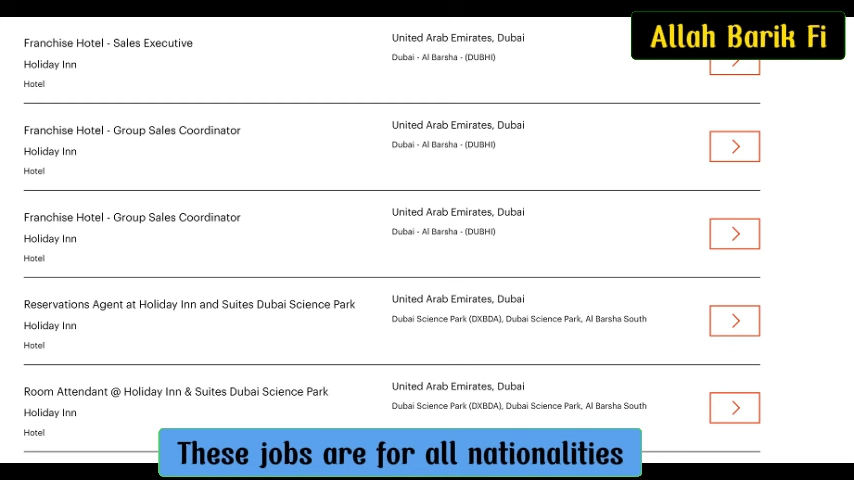 Allah Barik Fi
Franchise Hotel - Sales Executive
Holiday Inn
Hotel
United Arab Emirates, Dubai
Dubai - Al Barsha - (DUBHI)
Franchise Hotel - Group Sales Coordinator
Holiday Inn
Hotel
United Arab Emirates, Dubai
Dubai - Al Barsha - (DUBHI)
Franchise Hotel - Group Sales Coordinator
Holiday Inn
Hotel
United Arab Emirates, Dubai
Dubai - Al Barsha - (DUBHI)
Reservations Agent at Holiday Inn and Suites Dubai Science Park
Holiday Inn
Hotel
United Arab Emirates, Dubai
Dubai Science Park (DXBDA), Dubai Science Park, Al Barsha South
Room Attendant @ Holiday Inn & Suites Dubai Science Park
Holiday Inn
Hotel
United Arab Emirates, Dubai
Dubai Science Park (DXBDA), Dubai Science Park, Al Barsha South
These jobs are for all nationalities